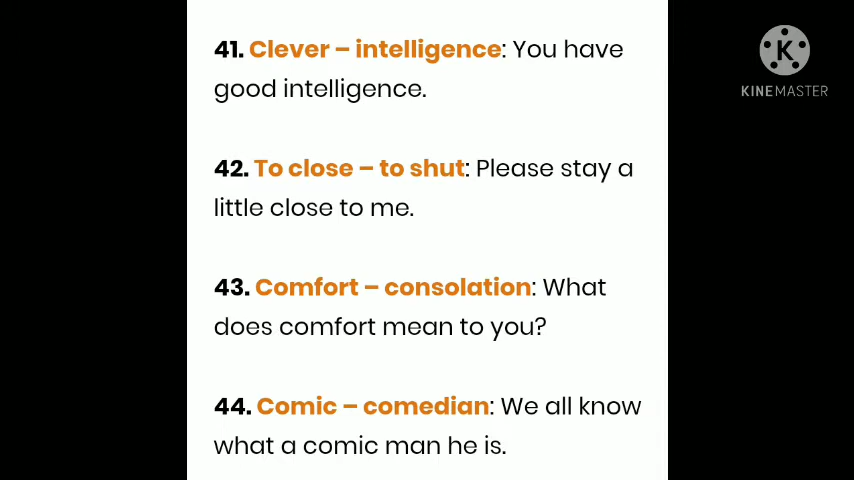 41. Clever – intelligence: You have
good intelligence.
42. To close – to shut: Please stay a
little close to me.
43. Comfort – consolation: What
does comfort mean to you?
44. Comic – comedian: We all know
what a comic man he is.
K
KINEMASTER